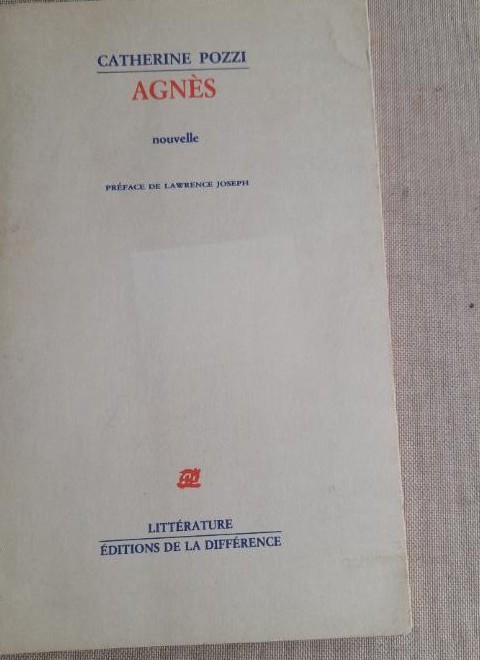 CATHERINE POZZI
AGNÈS
nouvelle
PRÉFACE DE LAWRENCE JOSEPH
LITTÉRATURE
ÉDITIONS DE LA DIFFÉRENCE